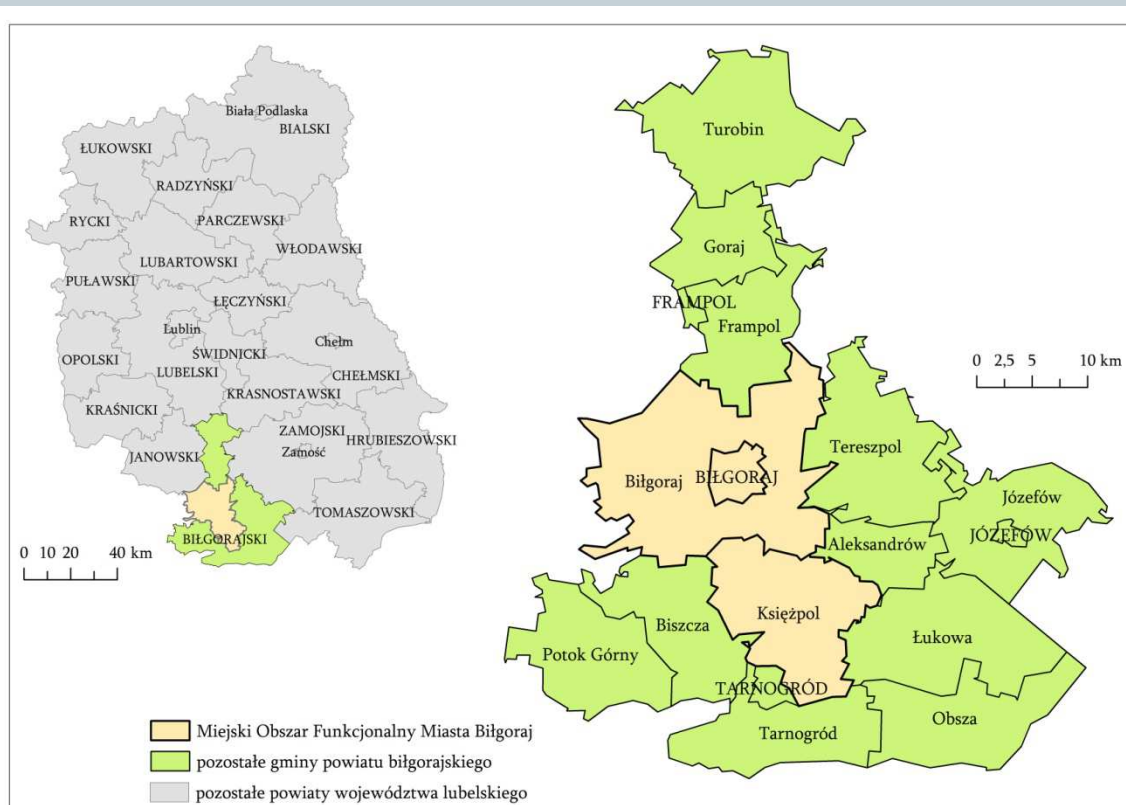 Biała Podlaska
BIALSKI
ŁUKOWSKI
RADZYŃSKI
RYCKI
PARCZEWSKI
WŁODAWSKI
LUBARTOWSKI
PUŁAWSKI
ŁĘCZYŃSKI
Lublin
Chełm
OPOLSKI
ŚWIDNICKI
LUBELSKI
CHEŁMSKI
KRASNOSTAWSKI
KRAŚNICKI
ZAMOJSKI
HRUBIESZOWSKI
JANOWSKI
Zamość
TOMASZOWSKI
BIŁGORAJSKI
0 10 20 40 km
Turobin
Goraj
FRAMPOL
Frampol
0 2,5 5 10 km
Biłgoraj
BIŁGORAJ
Tereszpol
Józefów
JÓZEFÓW
Aleksandrów
Księżpol
Biszcza
Łukowa
Potok Górny
TARNOGRÓD
Obsza
Tarnogród
Miejski Obszar Funkcjonalny Miasta Biłgoraj
pozostałe gminy powiatu biłgorajskiego
pozostałe powiaty województwa lubelskiego